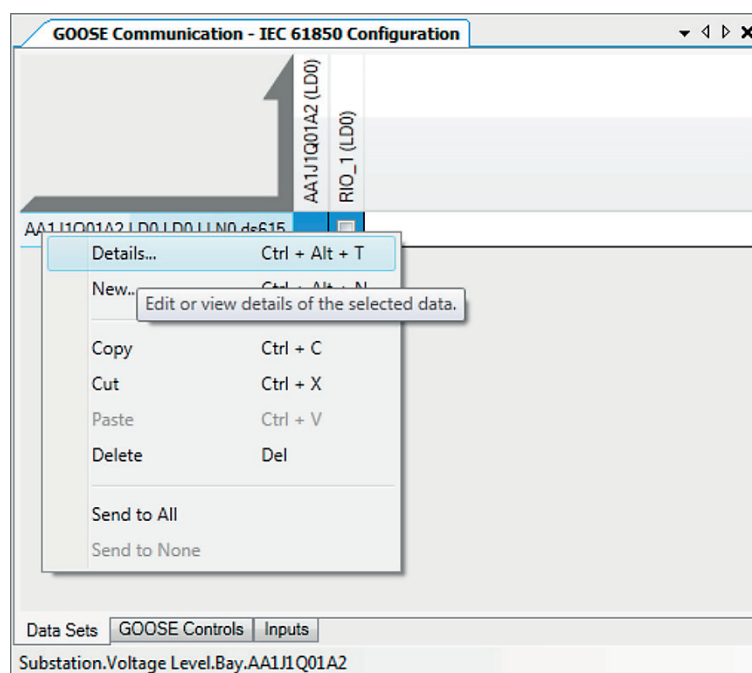 GOOSE Communication - IEC 61850 Configuration
AA1J1Q01A2 (LD0)
RIO_1 (LD0)
AA1J1Q01A2.LD0.LD0.LLN0.ds615
Details... Ctrl + Alt + T
New... Ctrl + Alt + N
Edit or view details of the selected data.
Copy Ctrl + C
Cut Ctrl + X
Paste Ctrl + V
Delete Del
Send to All
Send to None
Data Sets GOOSE Controls Inputs
Substation.Voltage Level.Bay.AA1J1Q01A2